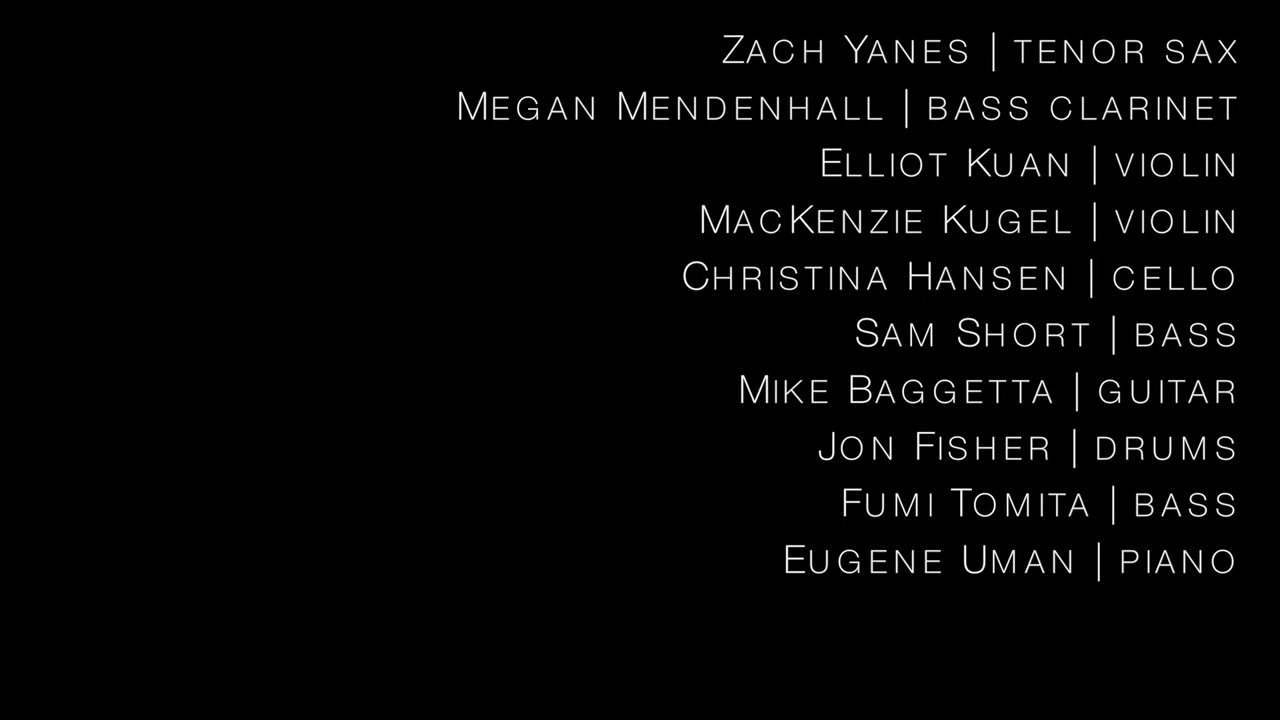 Zach Yanes | tenor sax
Megan Mendenhall | bass clarinet
Elliot Kuan | violin
MacKenzie Kugel | violin
Christina Hansen | cello
Sam Short | bass
Mike Baggetta | guitar
Jon Fisher | drums
Fumi Tomita | bass
Eugene Uman | piano